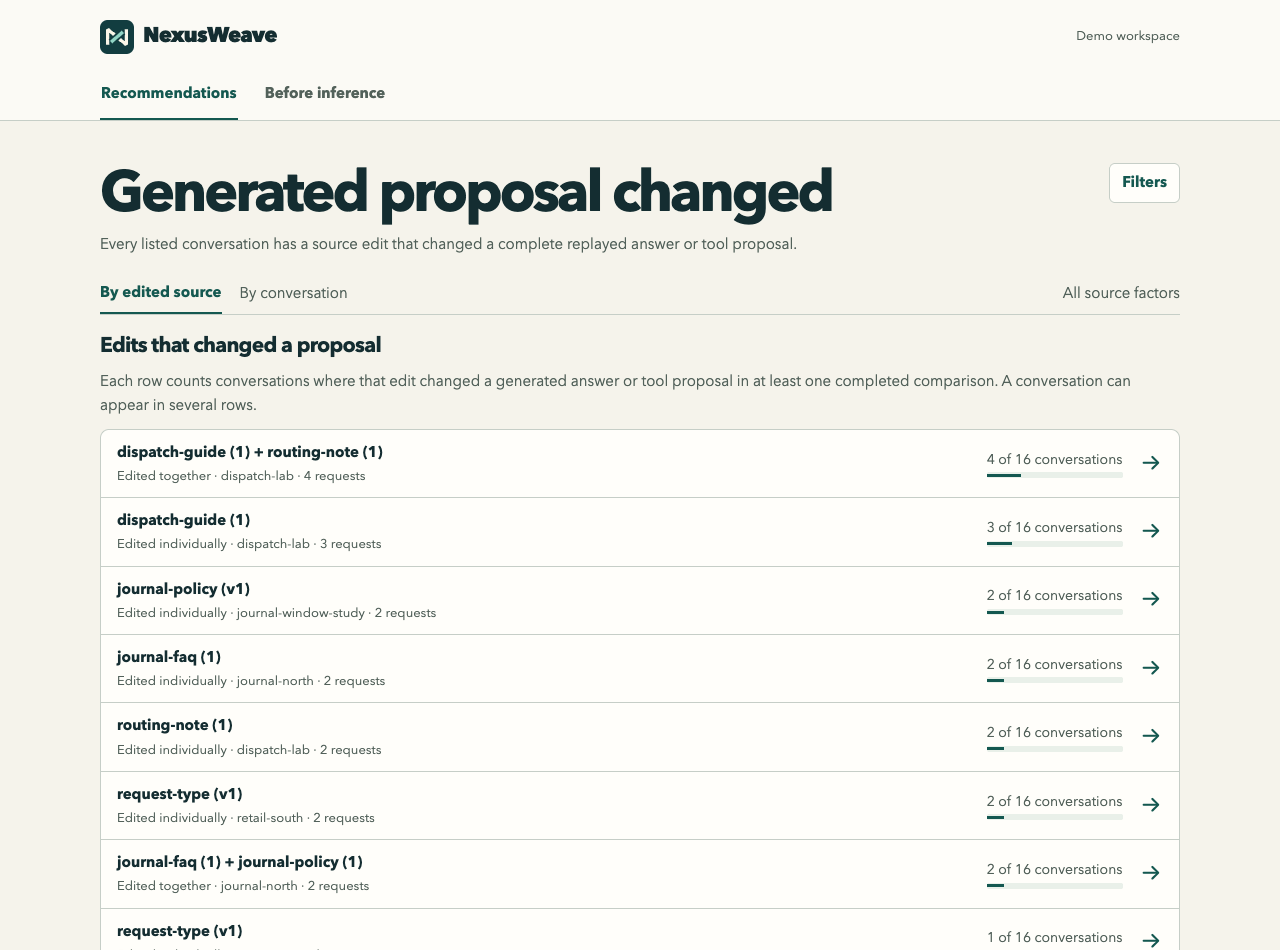 NexusWeave
Demo workspace
Recommendations
Before inference
Generated proposal changed
Filters
Every listed conversation has a source edit that changed a complete replayed answer or tool proposal.
By edited source
By conversation
All source factors
Edits that changed a proposal
Each row counts conversations where that edit changed a generated answer or tool proposal in at least one completed comparison. A conversation can
appear in several rows.
dispatch-guide (1) + routing-note (1)
Edited together · dispatch-lab · 4 requests
4 of 16 conversations
dispatch-guide (1)
Edited individually · dispatch-lab · 3 requests
3 of 16 conversations
journal-policy (v1)
Edited individually · journal-window-study · 2 requests
2 of 16 conversations
journal-faq (1)
Edited individually · journal-north · 2 requests
2 of 16 conversations
routing-note (1)
Edited individually · dispatch-lab · 2 requests
2 of 16 conversations
request-type (v1)
Edited individually · retail-south · 2 requests
2 of 16 conversations
journal-faq (1) + journal-policy (1)
Edited together · journal-north · 2 requests
2 of 16 conversations
request-type (v1)
1 of 16 conversations